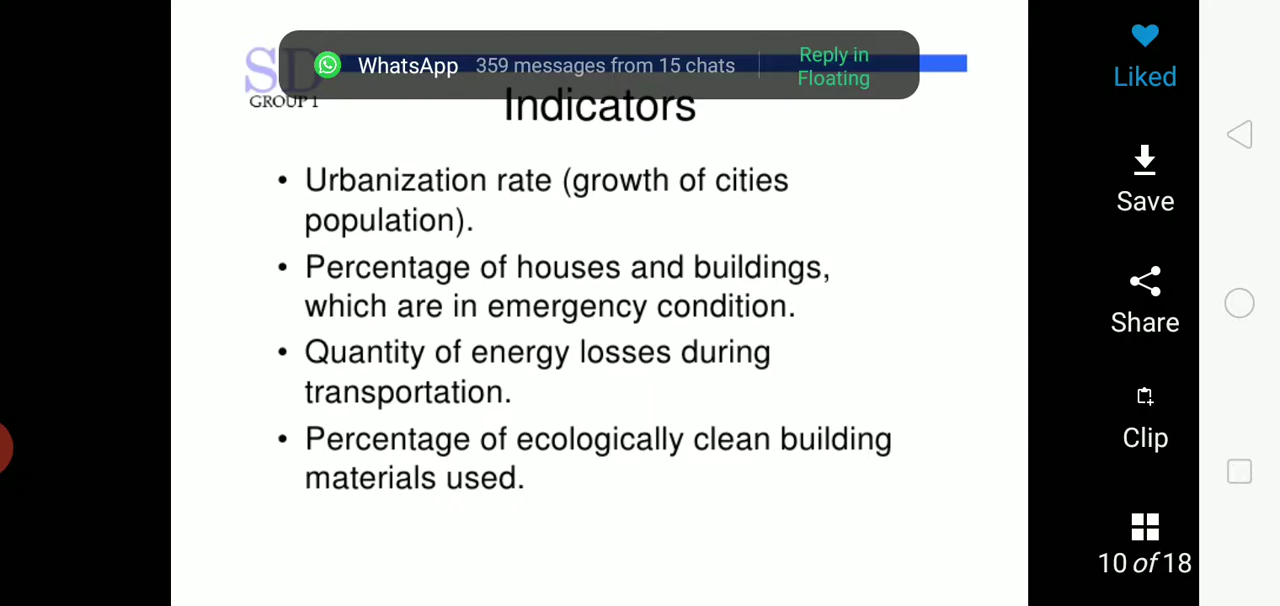 WhatsApp 359 messages from 15 chats Reply in
Floating
SD
GROUP 1
Indicators
• Urbanization rate (growth of cities
population).
• Percentage of houses and buildings,
which are in emergency condition.
• Quantity of energy losses during
transportation.
• Percentage of ecologically clean building
materials used.
Liked
Save
Share
Clip
10 of 18